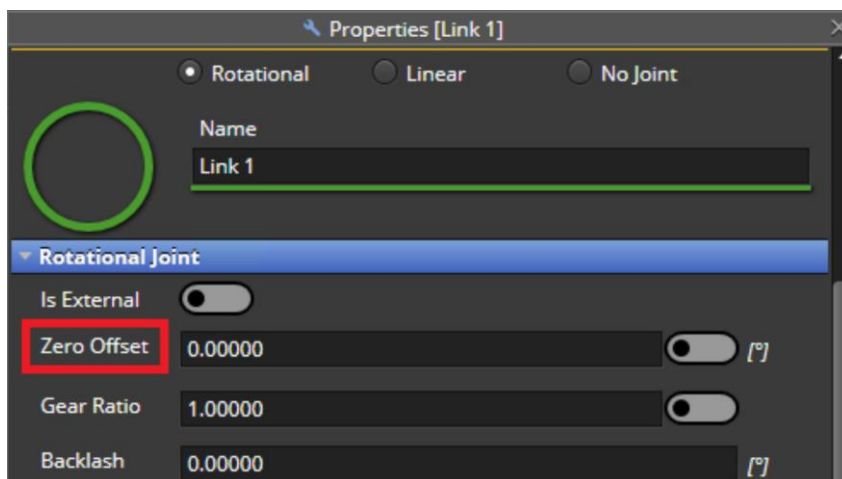 Properties [Link 1]
Rotational Linear No Joint
Name
Link 1
Rotational Joint
Is External
Zero Offset 0.00000 [°]
Gear Ratio 1.00000
Backlash 0.00000 [°]